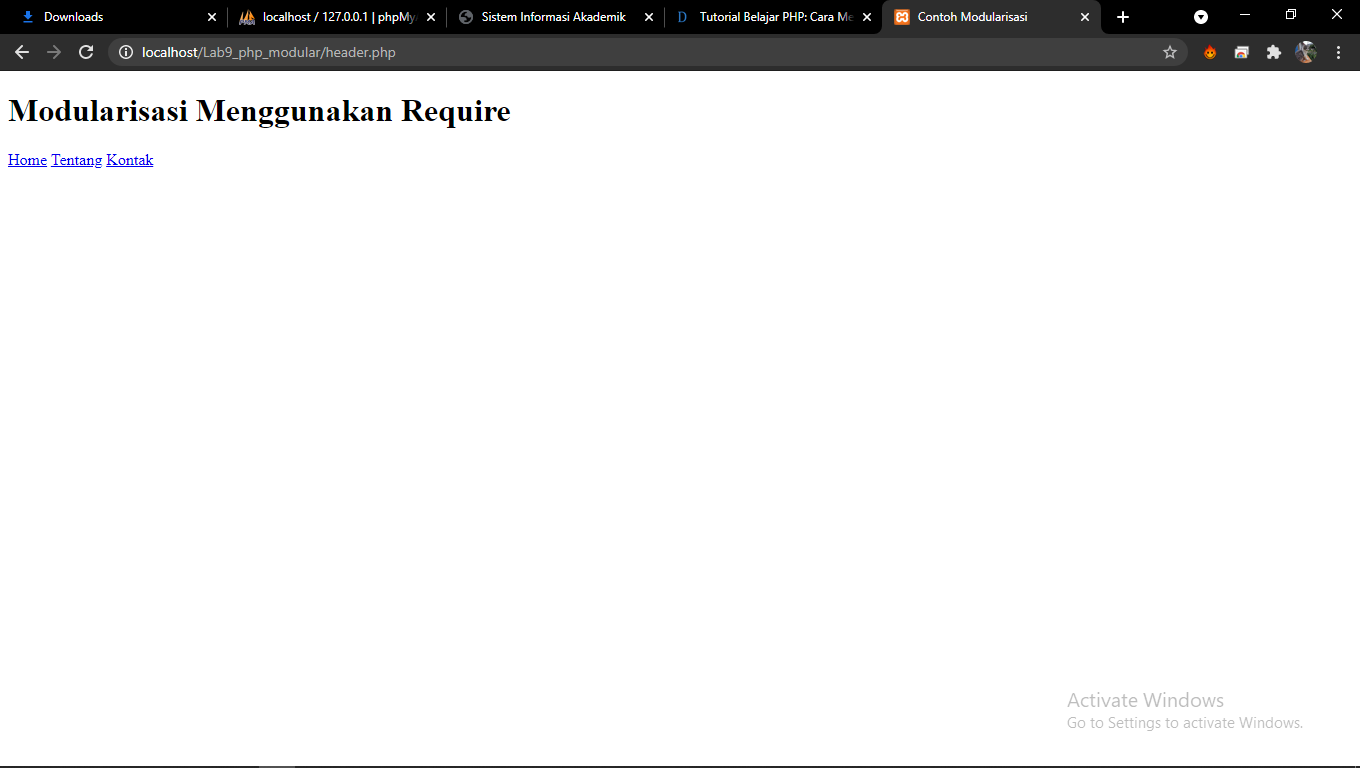 Downloads
localhost / 127.0.0.1 | phpMy
Sistem Informasi Akademik
Tutorial Belajar PHP: Cara Me
Contoh Modularisasi
localhost/Lab9_php_modular/header.php
Modularisasi Menggunakan Require
Home Tentang Kontak
Activate Windows
Go to Settings to activate Windows.